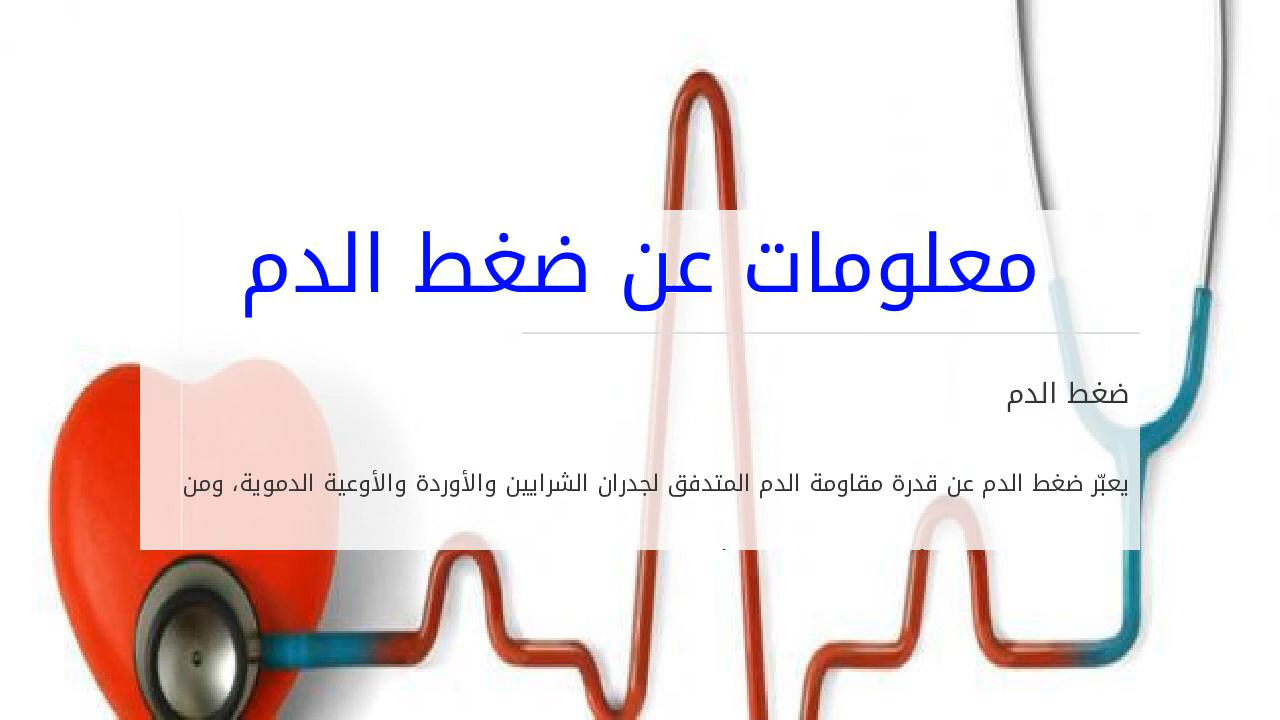 معلومات عن ضغط الدم
ضغط الدم
يعبّر ضغط الدم عن قدرة مقاومة الدم المتدفق لجدران الشرايين والأوردة والأوعية الدموية، ومن